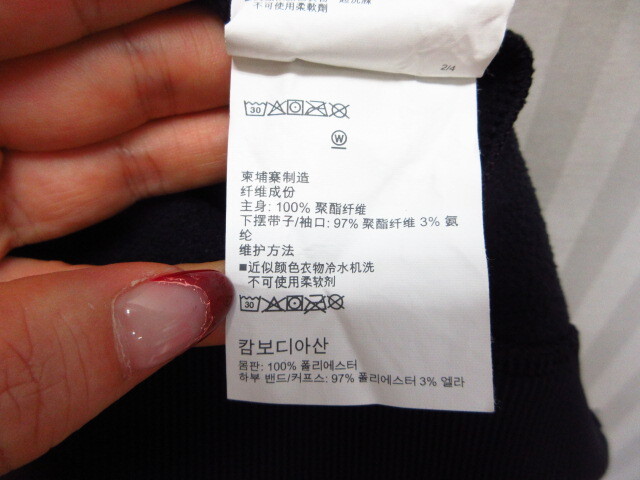 不可使用柔軟劑
2/4
30
W
柬埔寨制造
纤维成份
主身: 100% 聚酯纤维
下摆带子/袖口: 97% 聚酯纤维 3% 氨
纶
维护方法
■近似颜色衣物冷水机洗
不可使用柔软剂
30
캄보디아산
몸판: 100% 폴리에스터
하부 밴드/커프스: 97% 폴리에스터 3% 엘라